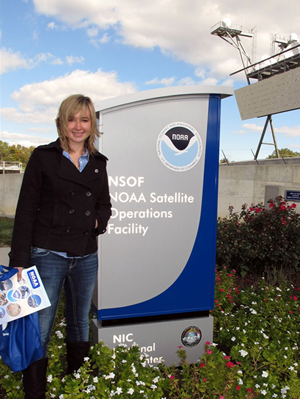 NOAA
NSOF
NOAA Satellite
Operations
Facility
NIC